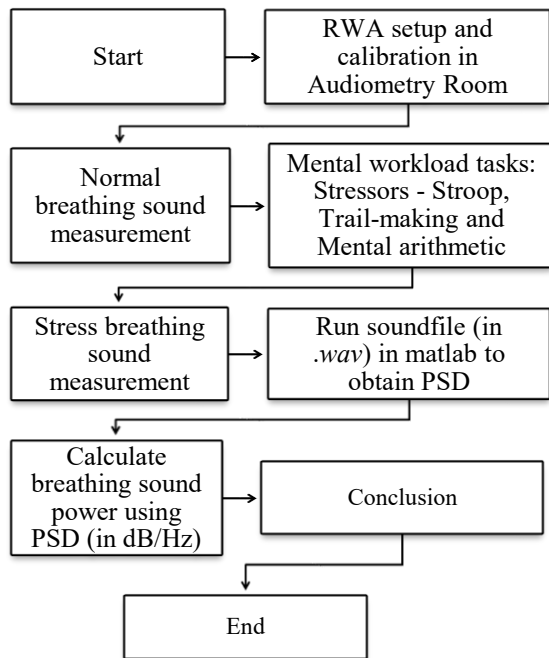 Start
RWA setup and
calibration in
Audiometry Room
Normal
breathing sound
measurement
Mental workload tasks:
Stressors - Stroop,
Trail-making and
Mental arithmetic
Stress breathing
sound
measurement
Run soundfile (in
.wav) in matlab to
obtain PSD
Calculate
breathing sound
power using
PSD (in dB/Hz)
Conclusion
End